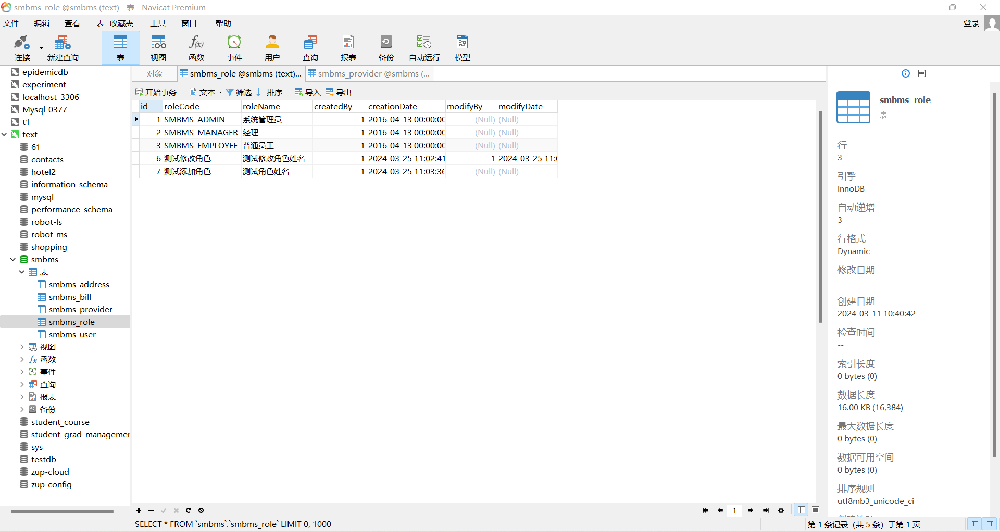 smbms_role @smbms (text) - 表 - Navicat Premium
文件 编辑 查看 表 收藏夹 工具 窗口 帮助 登录
连接 新建查询 表 视图 函数 事件 用户 查询 报表 备份 自动运行 模型
对象 smbms_role @smbms (text)... smbms_provider @smbms (...
开始事务 文本 筛选 排序 导入 导出
epidemicdb
experiment
localhost_3306
Mysql-0377
t1
text
61
contacts
hotel2
information_schema
mysql
performance_schema
robot-ls
robot-ms
shopping
smbms
表
smbms_address
smbms_bill
smbms_provider
smbms_role
smbms_user
视图
函数
事件
查询
报表
备份
student_course
student_grad_managemer
sys
testdb
zup-cloud
zup-config
id roleCode roleName createdBy creationDate modifyBy modifyDate
1 SMBMS_ADMIN 系统管理员 1 2016-04-13 00:00:00 (Null) (Null)
2 SMBMS_MANAGER 经理 1 2016-04-13 00:00:00 (Null) (Null)
3 SMBMS_EMPLOYEE 普通员工 1 2016-04-13 00:00:00 (Null) (Null)
6 测试修改角色 测试修改角色姓名 1 2024-03-25 11:02:41 1 2024-03-25 11:0
7 测试添加角色 测试角色姓名 1 2024-03-25 11:03:36 (Null) (Null)
smbms_role
表
行
3
引擎
InnoDB
自动递增
3
行格式
Dynamic
修改日期
--
创建日期
2024-03-11 10:40:42
检查时间
--
索引长度
0 bytes (0)
数据长度
16.00 KB (16,384)
最大数据长度
0 bytes (0)
数据可用空间
0 bytes (0)
排序规则
utf8mb3_unicode_ci
1
SELECT * FROM `smbms`.`smbms_role` LIMIT 0, 1000
第 1 条记录 (共 5 条) 于第 1 页